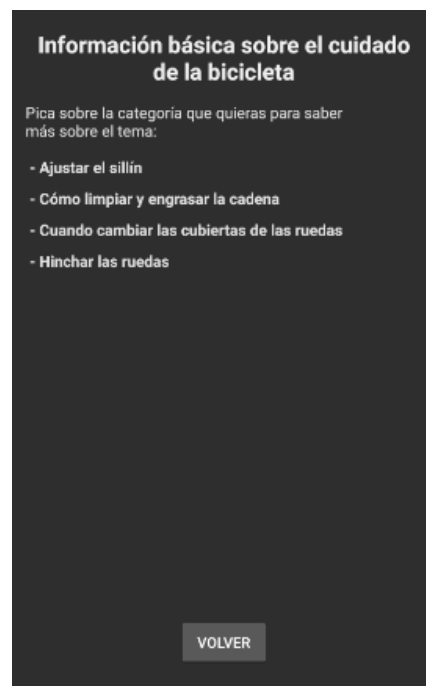 Información básica sobre el cuidado
de la bicicleta
Pica sobre la categoría que quieras para saber
más sobre el tema:
- Ajustar el sillín
- Cómo limpiar y engrasar la cadena
- Cuando cambiar las cubiertas de las ruedas
- Hinchar las ruedas
VOLVER